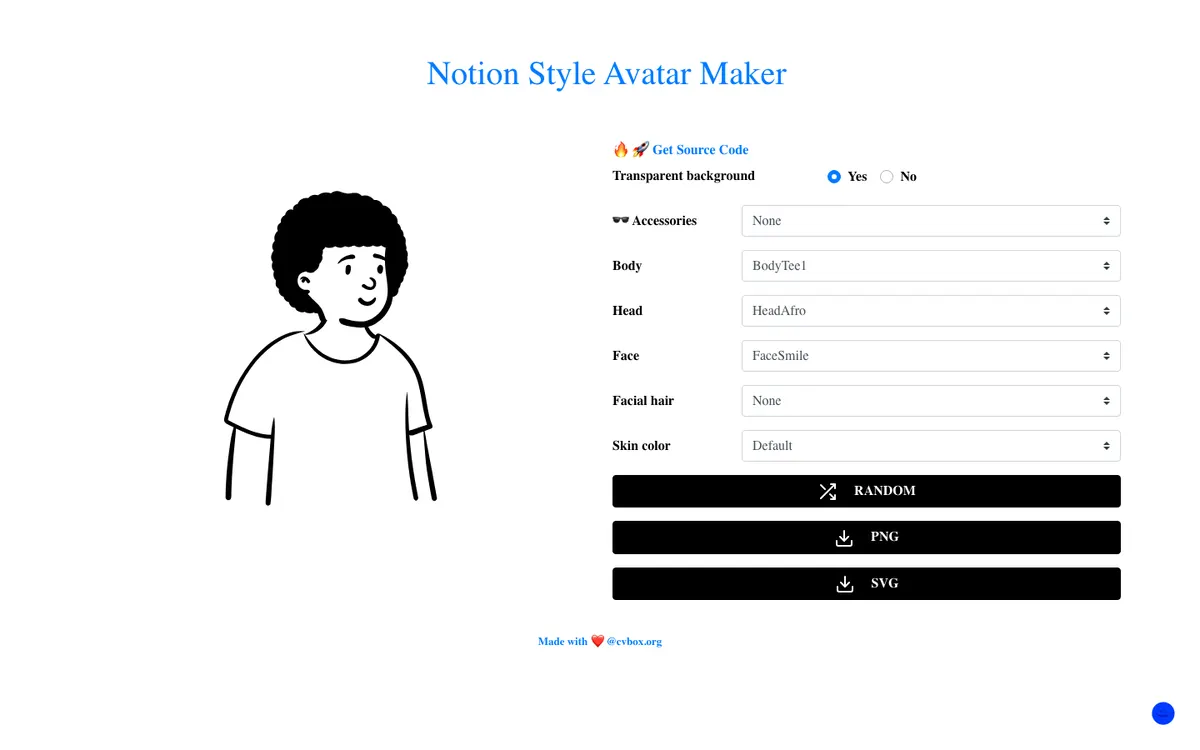 Notion Style Avatar Maker
🔥 🚀 Get Source Code
Transparent background Yes No
🕶️ Accessories None
Body BodyTee1
Head HeadAfro
Face FaceSmile
Facial hair None
Skin color Default
RANDOM
PNG
SVG
Made with ❤️ @cvbox.org